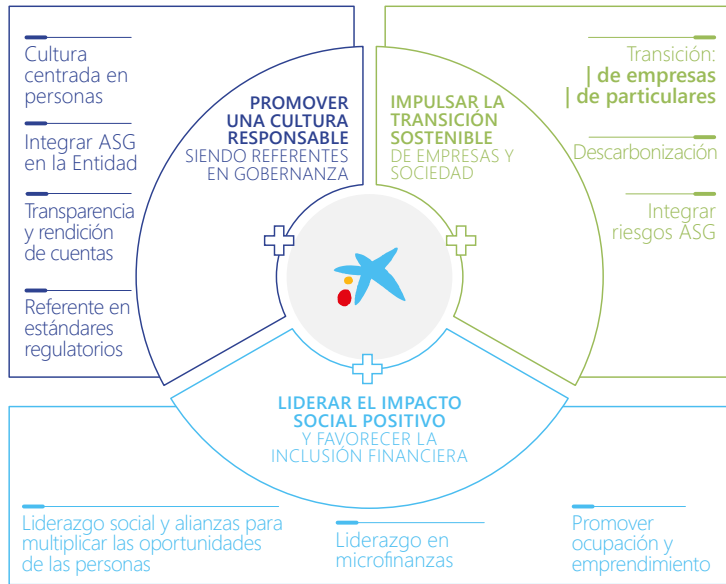 Cultura
centrada en
personas
Integrar ASG
en la Entidad
Transparencia
y rendición
de cuentas
Referente en
estándares
regulatorios
PROMOVER
UNA CULTURA
RESPONSABLE
SIENDO REFERENTES
EN GOBERNANZA
IMPULSAR LA
TRANSICIÓN
SOSTENIBLE
DE EMPRESAS Y
SOCIEDAD
Transición:
| de empresas
| de particulares
Descarbonización
Integrar
riesgos ASG
LIDERAR EL IMPACTO
SOCIAL POSITIVO
Y FAVORECER LA
INCLUSIÓN FINANCIERA
Liderazgo social y alianzas para
multiplicar las oportunidades
de las personas
Liderazgo en
microfinanzas
Promover
ocupación y
emprendimiento